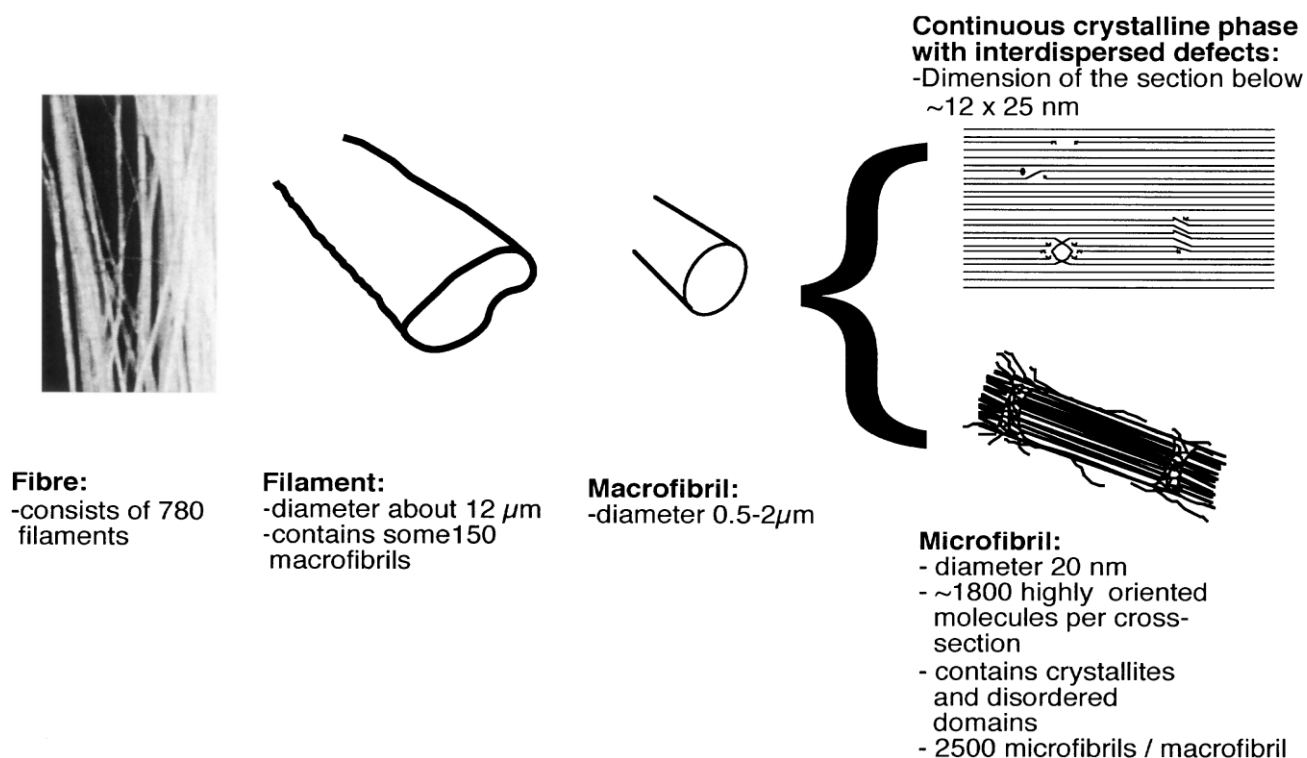 Continuous crystalline phase
with interdispersed defects:
-Dimension of the section below
~12 x 25 nm
Fibre:
-consists of 780
filaments
Filament:
-diameter about 12 µm
-contains some150
macrofibrils
Macrofibril:
-diameter 0.5-2µm
Microfibril:
- diameter 20 nm
- ~1800 highly oriented
molecules per cross-
section
- contains crystallites
and disordered
domains
- 2500 microfibrils / macrofibril